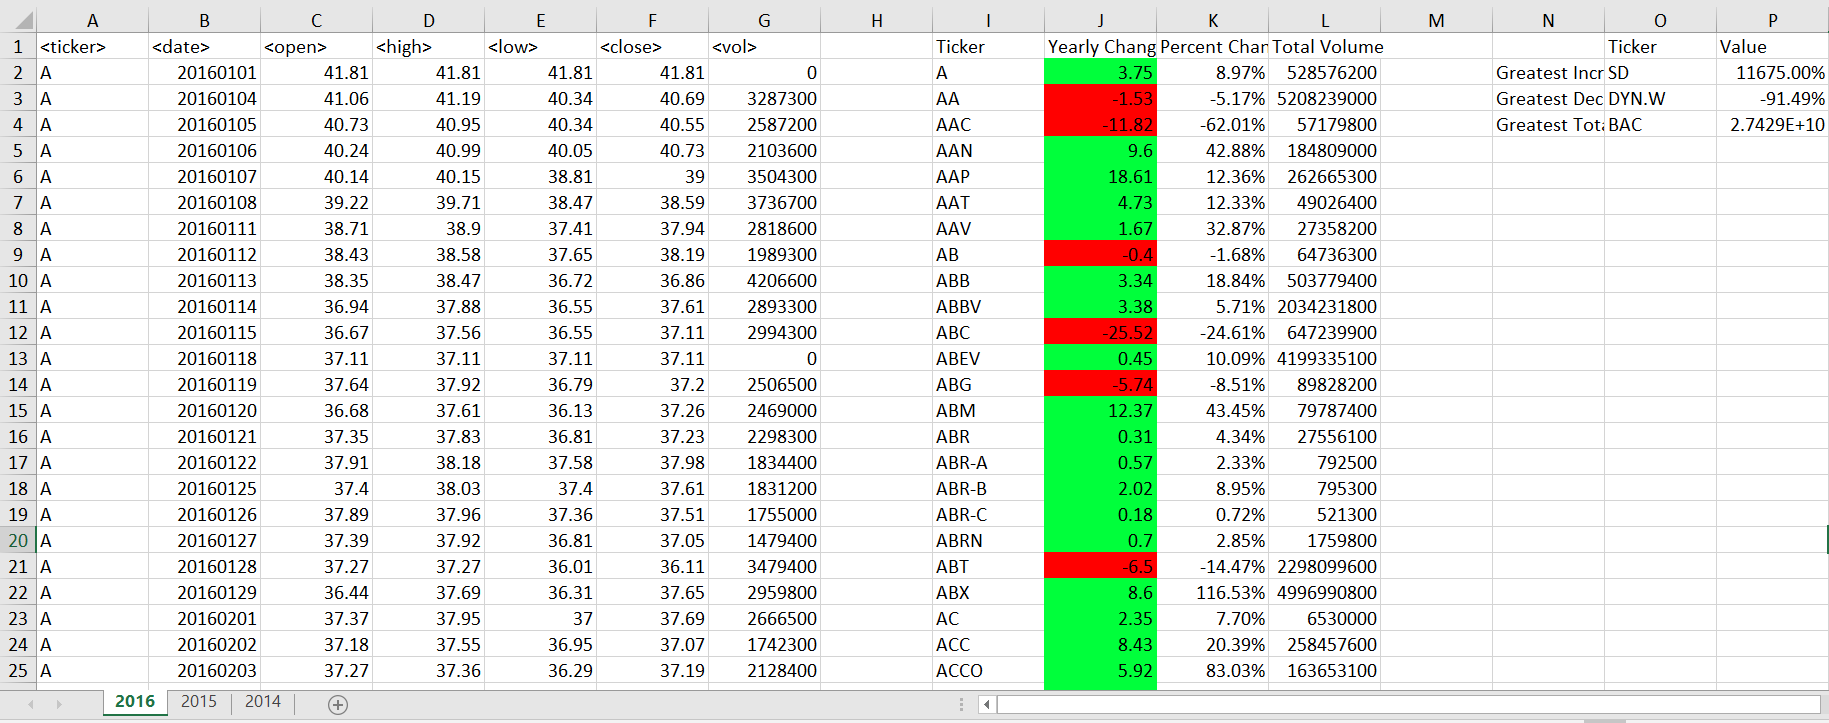 A B C D E F G H I J K L M N O P
1 <ticker> <date> <open> <high> <low> <close> <vol> Ticker Yearly Chang Percent Char Total Volume Ticker Value
2 A 20160101 41.81 41.81 41.81 41.81 0 A 3.75 8.97% 528576200 Greatest Incr SD 11675.00%
3 A 20160104 41.06 41.19 40.34 40.69 3287300 AA -1.53 -5.17% 5208239000 Greatest Dec DYN.W -91.49%
4 A 20160105 40.73 40.95 40.34 40.55 2587200 AAC -11.82 -62.01% 57179800 Greatest Tota BAC 2.7429E+10
5 A 20160106 40.24 40.99 40.05 40.73 2103600 AAN 9.6 42.88% 184809000
6 A 20160107 40.14 40.15 38.81 39 3504300 AAP 18.61 12.36% 262665300
7 A 20160108 39.22 39.71 38.47 38.59 3736700 AAT 4.73 12.33% 49026400
8 A 20160111 38.71 38.9 37.41 37.94 2818600 AAV 1.67 32.87% 27358200
9 A 20160112 38.43 38.58 37.65 38.19 1989300 AB -0.4 -1.68% 64736300
10 A 20160113 38.35 38.47 36.72 36.86 4206600 ABB 3.34 18.84% 503779400
11 A 20160114 36.94 37.88 36.55 37.61 2893300 ABBV 3.38 5.71% 2034231800
12 A 20160115 36.67 37.56 36.55 37.11 2994300 ABC -25.52 -24.61% 647239900
13 A 20160118 37.11 37.11 37.11 37.11 0 ABEV 0.45 10.09% 4199335100
14 A 20160119 37.64 37.92 36.79 37.2 2506500 ABG -5.74 -8.51% 89828200
15 A 20160120 36.68 37.61 36.13 37.26 2469000 ABM 12.37 43.45% 79787400
16 A 20160121 37.35 37.83 36.81 37.23 2298300 ABR 0.31 4.34% 27556100
17 A 20160122 37.91 38.18 37.58 37.98 1834400 ABR-A 0.57 2.33% 792500
18 A 20160125 37.4 38.03 37.4 37.61 1831200 ABR-B 2.02 8.95% 795300
19 A 20160126 37.89 37.96 37.36 37.51 1755000 ABR-C 0.18 0.72% 521300
20 A 20160127 37.39 37.92 36.81 37.05 1479400 ABRN 0.7 2.85% 1759800
21 A 20160128 37.27 37.27 36.01 36.11 3479400 ABT -6.5 -14.47% 2298099600
22 A 20160129 36.44 37.69 36.31 37.65 2959800 ABX 8.6 116.53% 4996990800
23 A 20160201 37.37 37.95 37 37.69 2666500 AC 2.35 7.70% 6530000
24 A 20160202 37.18 37.55 36.95 37.07 1742300 ACC 8.43 20.39% 258457600
25 A 20160203 37.27 37.36 36.29 37.19 2128400 ACCO 5.92 83.03% 163653100
2016 2015 2014